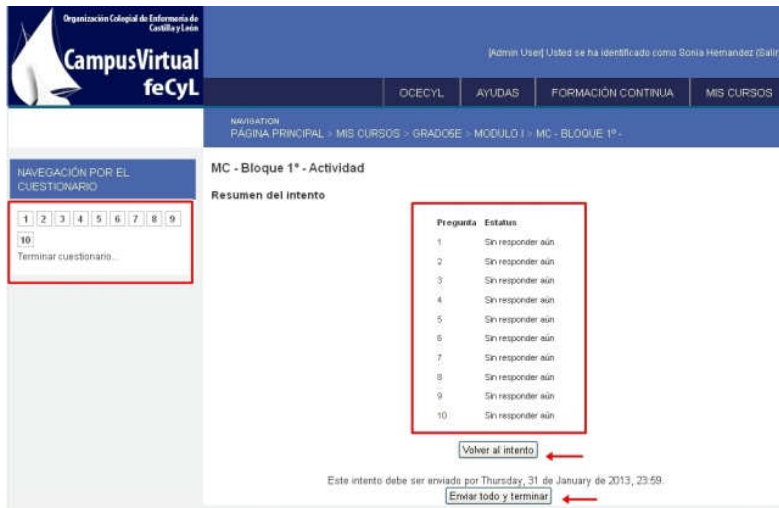 Organización Colegial de Enfermería de
Castilla y León
CampusVirtual
feCyL
[Admin User] Usted se ha identificado como Sonia Hernandez (Salir
OCECYL AYUDAS FORMACIÓN CONTINUA MIS CURSOS
NAVIGATION
PÁGINA PRINCIPAL > MIS CURSOS > GRADO5E > MODULO I > MC - BLOQUE 1º -
NAVEGACIÓN POR EL
CUESTIONARIO
1 2 3 4 5 6 7 8 9
10
Terminar cuestionario...
MC - Bloque 1º - Actividad
Resumen del intento
Pregunta Estatus
1 Sin responder aún
2 Sin responder aún
3 Sin responder aún
4 Sin responder aún
5 Sin responder aún
6 Sin responder aún
7 Sin responder aún
8 Sin responder aún
9 Sin responder aún
10 Sin responder aún
Volver al intento
Este intento debe ser enviado por Thursday, 31 de January de 2013, 23:59.
Enviar todo y terminar